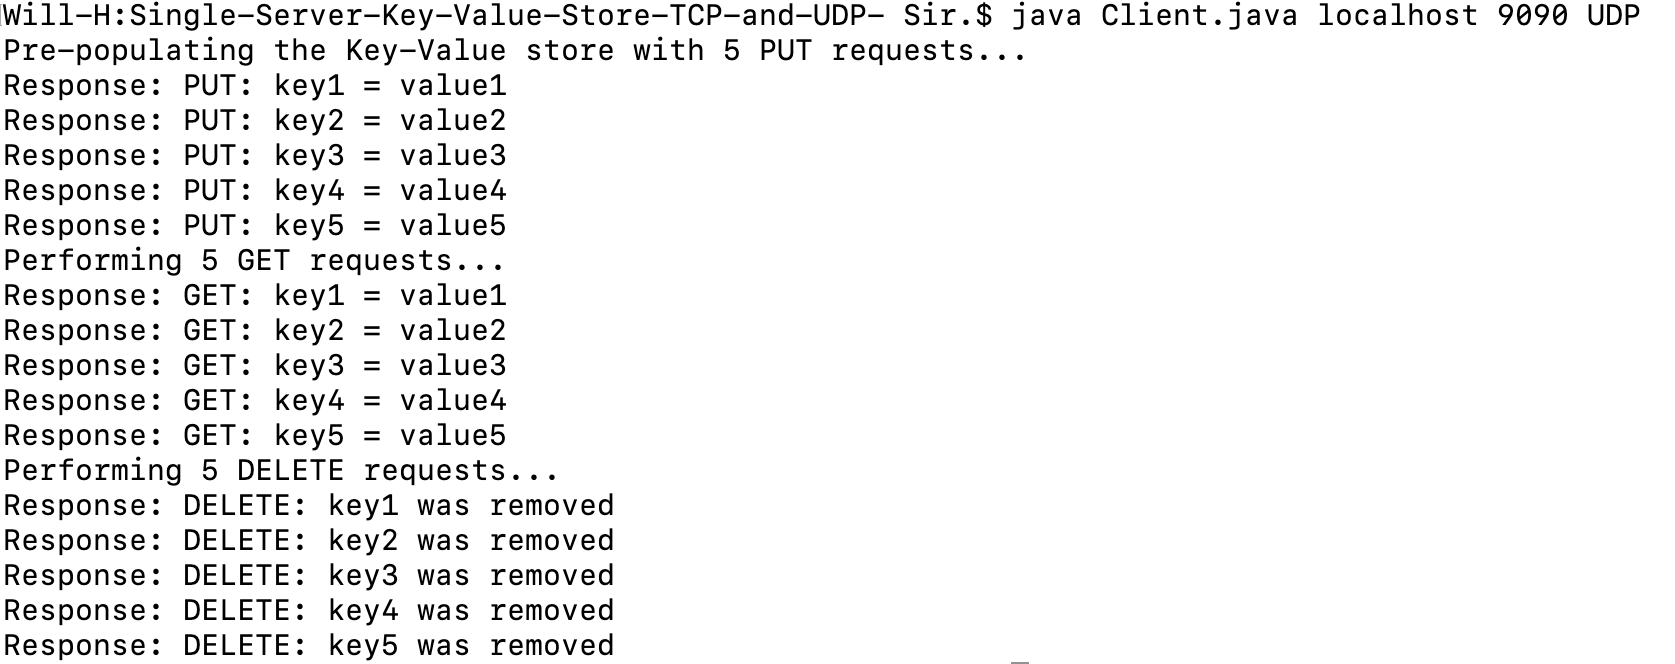 Will-H:Single-Server-Key-Value-Store-TCP-and-UDP- Sir.$ java Client.java localhost 9090 UDP
Pre-populating the Key-Value store with 5 PUT requests...
Response: PUT: key1 = value1
Response: PUT: key2 = value2
Response: PUT: key3 = value3
Response: PUT: key4 = value4
Response: PUT: key5 = value5
Performing 5 GET requests...
Response: GET: key1 = value1
Response: GET: key2 = value2
Response: GET: key3 = value3
Response: GET: key4 = value4
Response: GET: key5 = value5
Performing 5 DELETE requests...
Response: DELETE: key1 was removed
Response: DELETE: key2 was removed
Response: DELETE: key3 was removed
Response: DELETE: key4 was removed
Response: DELETE: key5 was removed